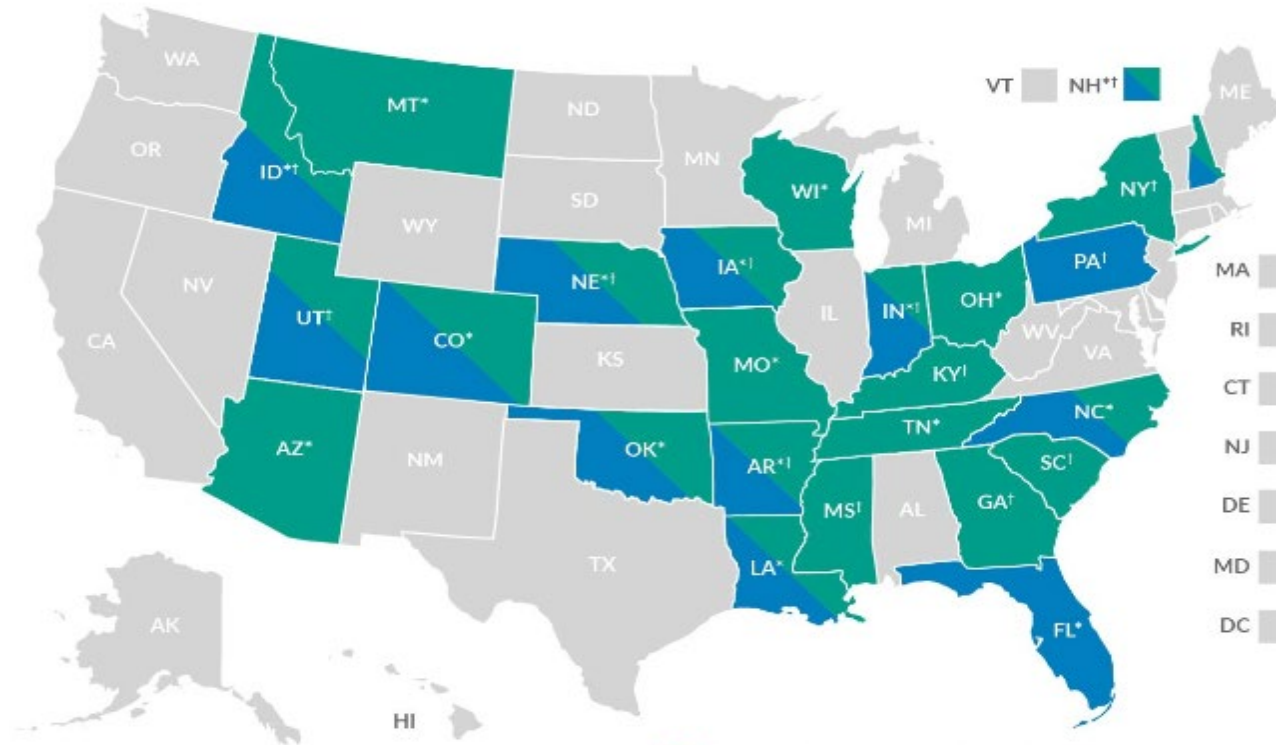 WA
MT*
ND
VT
NH*†
ME
OR
ID*†
MN
SD
WI*
NY†
WY
MI
NV
NE*†
IA*†
PA†
MA
UT†
CO*
IL
IN*†
OH*
WV
VA
RI
CA
KS
MO*
KY†
CT
AZ*
NM
OK*
AR*†
TN*
NC*
SC†
NJ
MS†
AL
GA†
DE
TX
LA*
MD
AK
FL*
DC
HI